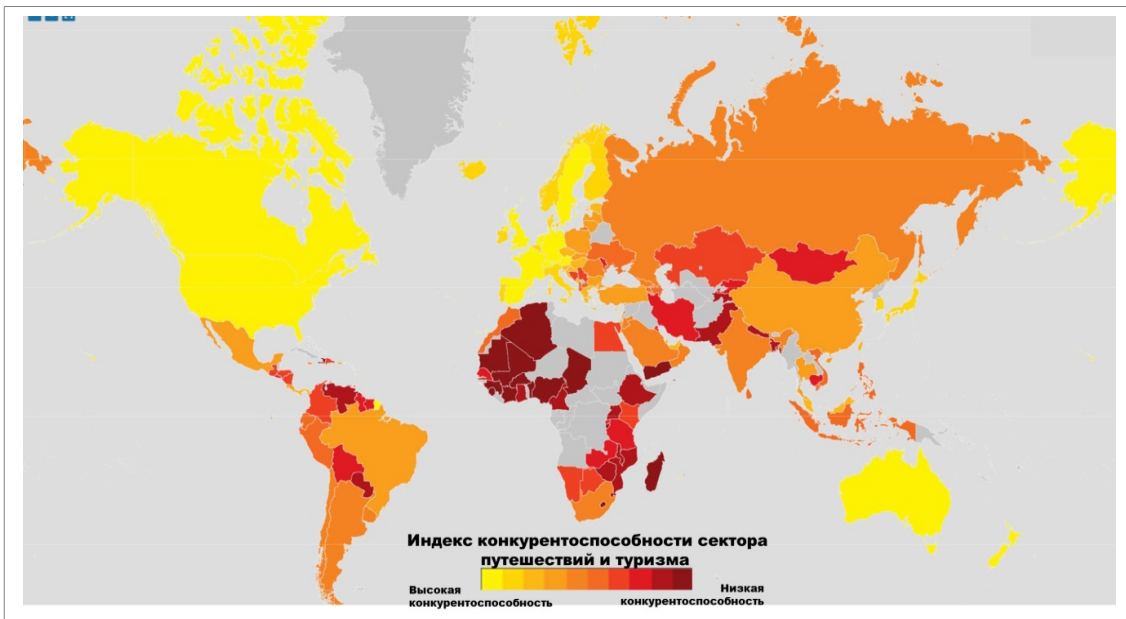 Индекс конкурентоспособности сектора
путешествий и туризма
Высокая
конкурентоспособность
Низкая
конкурентоспособность